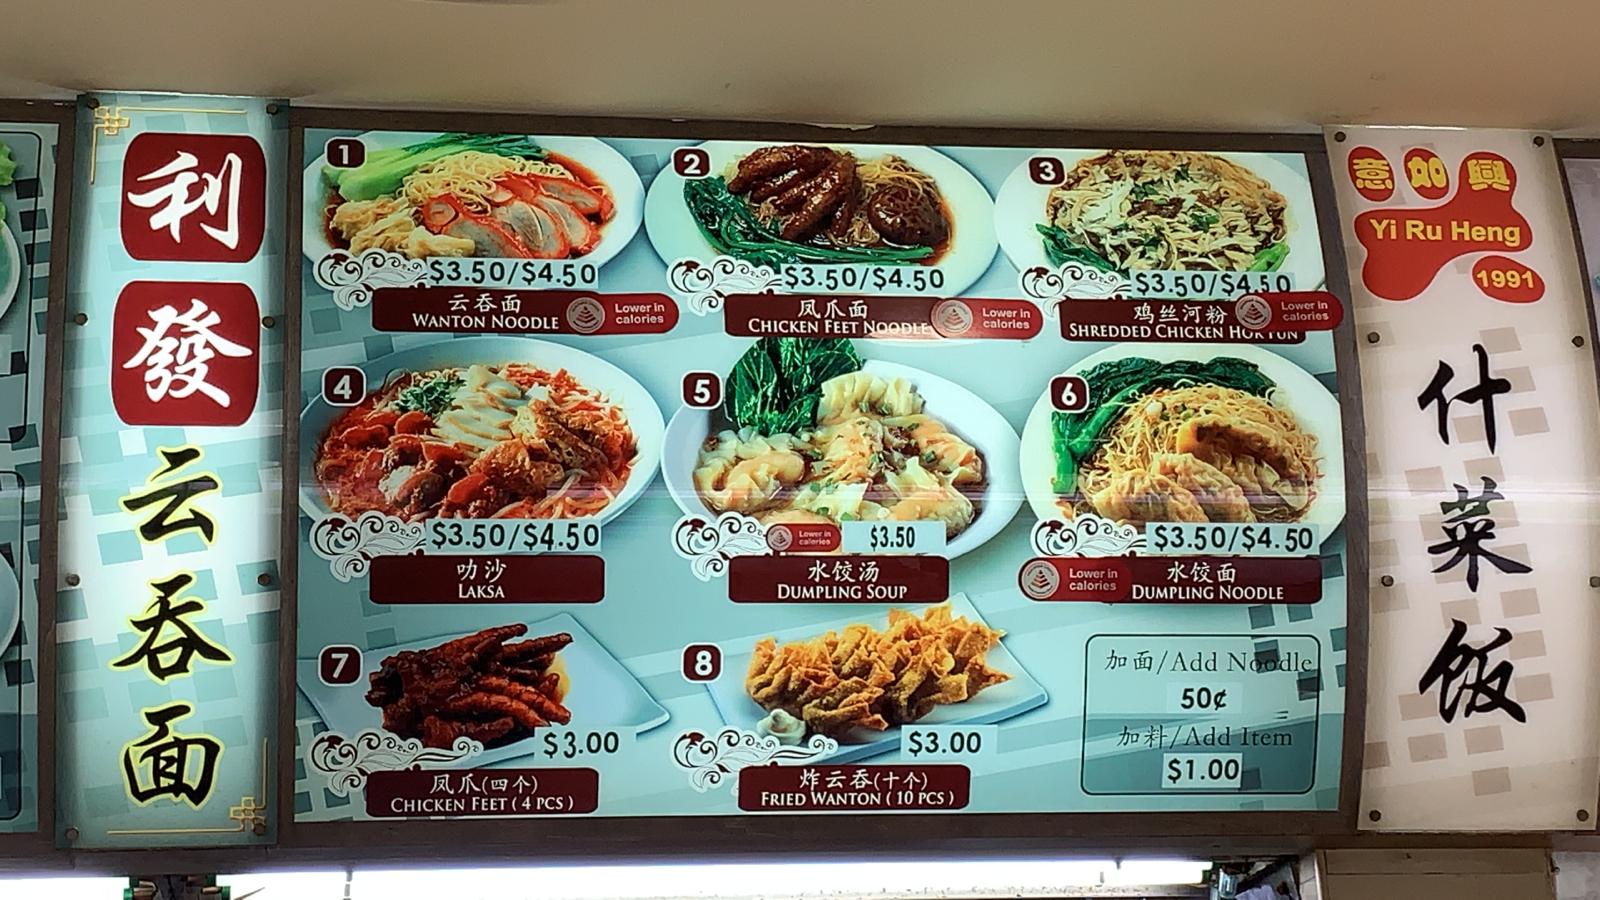 利
發
云
吞
面
1
$3.50/$4.50
云吞面
WANTON NOODLE
Lower in
calories
2
$3.50/$4.50
凤爪面
CHICKEN FEET NOODLE
Lower in
calories
3
$3.50/$4.50
鸡丝河粉
SHREDDED CHICKEN HOR FUN
Lower in
calories
4
$3.50/$4.50
叻沙
LAKSA
5
Lower in
calories
$3.50
水饺汤
DUMPLING SOUP
6
$3.50/$4.50
Lower in
calories
水饺面
DUMPLING NOODLE
7
$3.00
凤爪(四个)
CHICKEN FEET ( 4 PCS )
8
$3.00
炸云吞(十个)
FRIED WANTON ( 10 PCS )
加面/Add Noodle
50¢
加料/Add Item
$1.00
意如興
Yi Ru Heng
1991
什
菜
饭